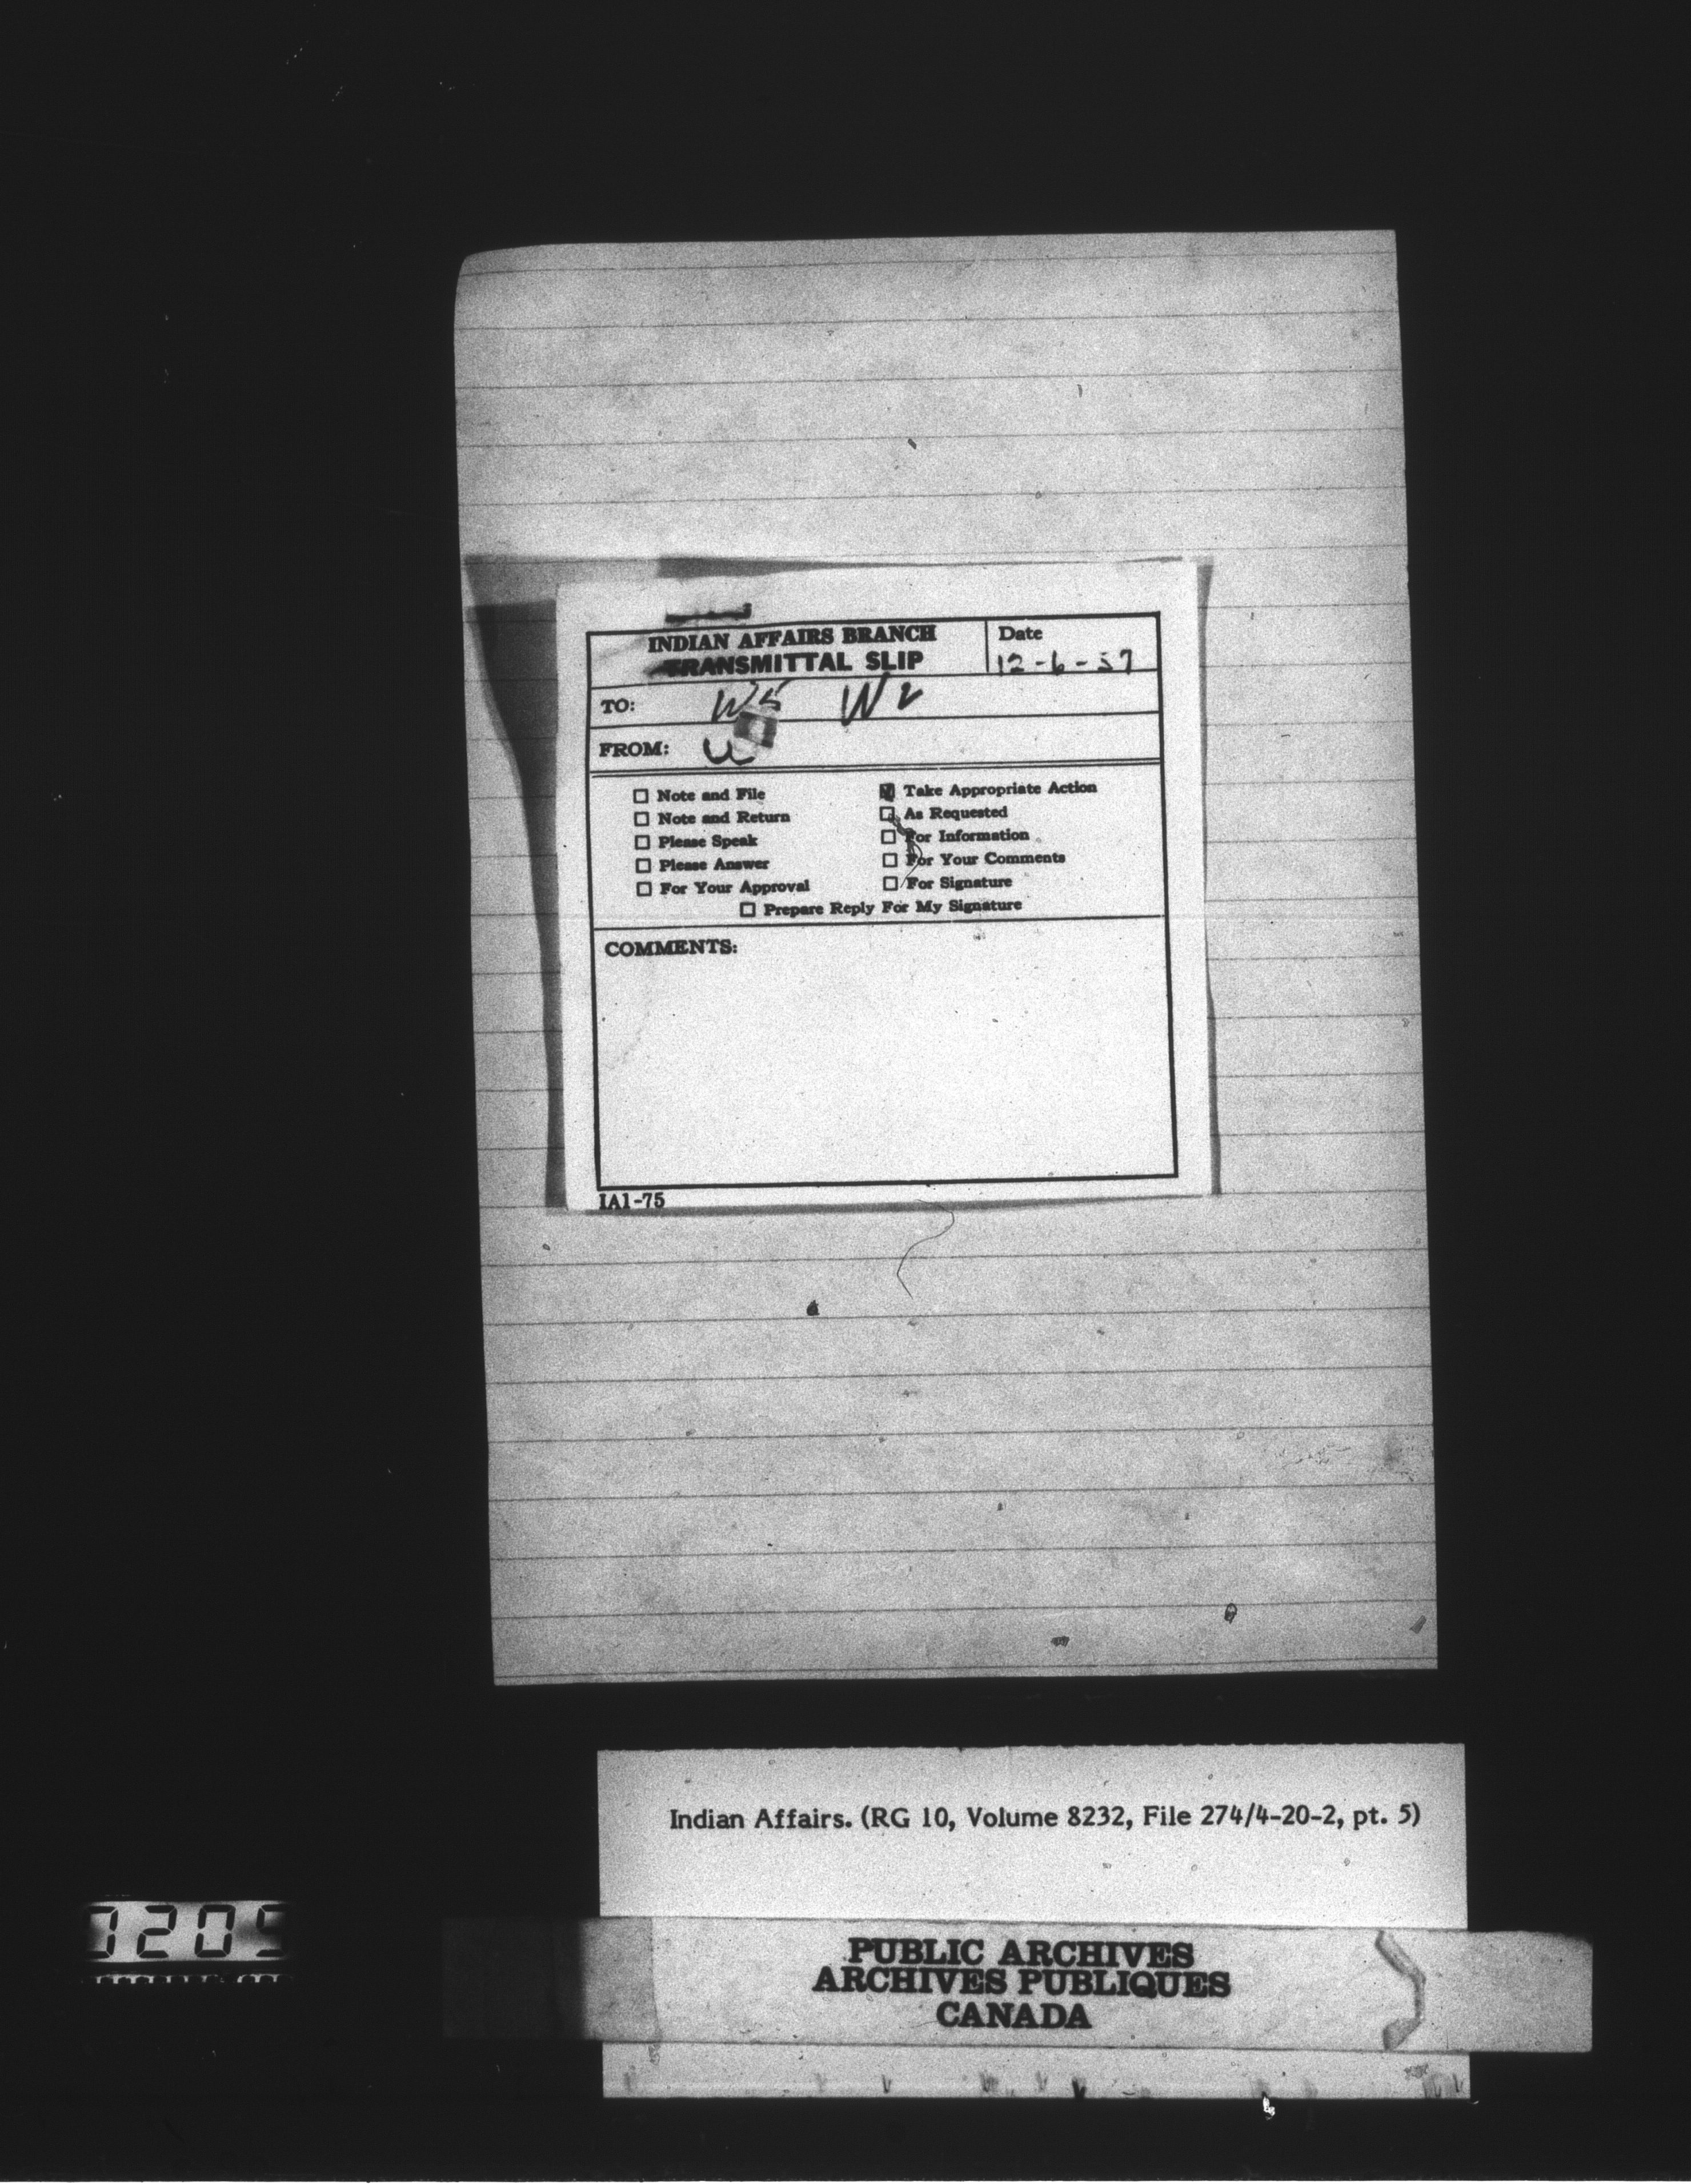 INDIAN AFFAIRS BRANCH
TRANSMITTAL SLIP
Date
12-6-57
TO: W5 W2
FROM:
Note and File
Note and Return
Please Speak
Please Answer
For Your Approval
Take Appropriate Action
As Requested
For Information
For Your Comments
For Signature
Prepare Reply For My Signature
COMMENTS:
IA1-75
Indian Affairs. (RG 10, Volume 8232, File 274/4-20-2, pt. 5)
PUBLIC ARCHIVES
ARCHIVES PUBLIQUES
CANADA